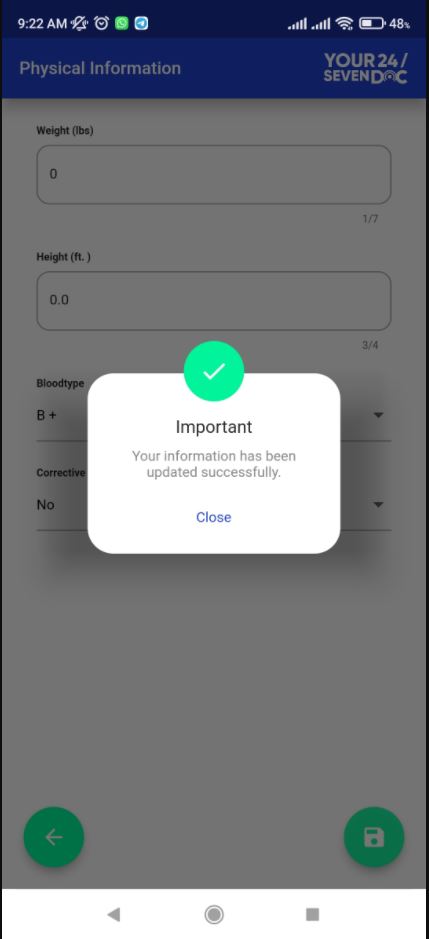 9:22 AM 48%
Physical Information
YOUR 24 /
SEVEN DOC
Weight (lbs)
0
1/7
Height (ft. )
0.0
3/4
Bloodtype
B +
Corrective
No
Important
Your information has been
updated successfully.
Close